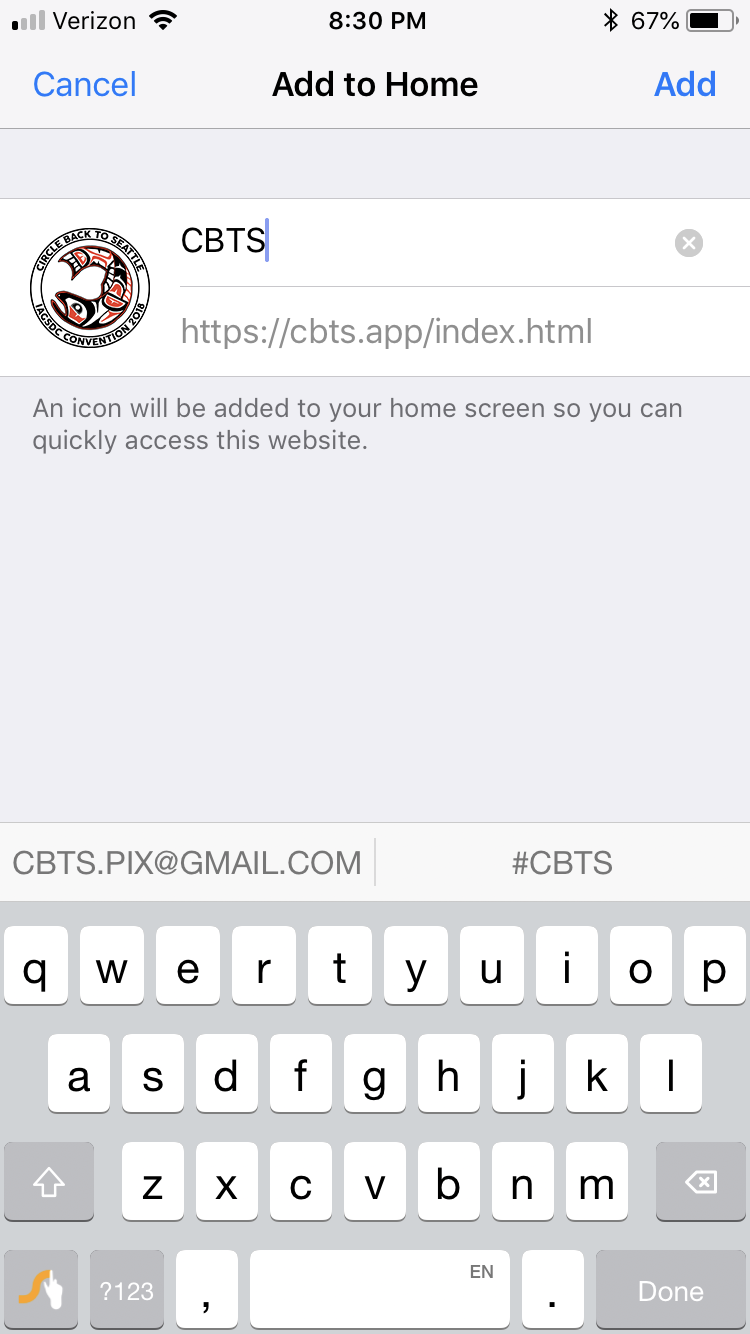 Verizon 8:30 PM 67%
Cancel Add to Home Add
CIRCLE BACK TO SEATTLE
IAGSDC CONVENTION 2018
CBTS
https://cbts.app/index.html
An icon will be added to your home screen so you can
quickly access this website.
CBTS.PIX@GMAIL.COM #CBTS
q w e r t y u i o p
a s d f g h j k l
z x c v b n m
?123 , EN . Done